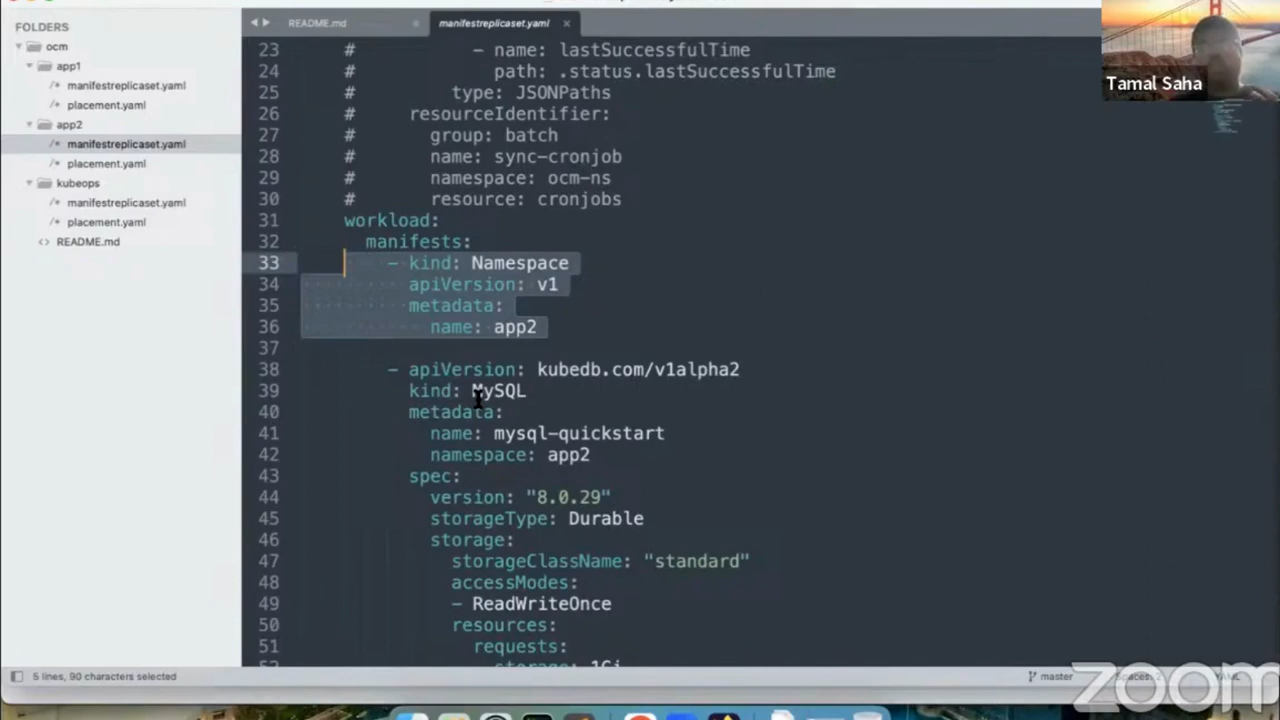 FOLDERS
ocm
app1
manifestreplicaset.yaml
placement.yaml
app2
manifestreplicaset.yaml
placement.yaml
kubeops
manifestreplicaset.yaml
placement.yaml
README.md
README.md
manifestreplicaset.yaml
23 # - name: lastSuccessfulTime
24 # path: .status.lastSuccessfulTime
25 # type: JSONPaths
26 # resourceIdentifier:
27 # group: batch
28 # name: sync-cronjob
29 # namespace: ocm-ns
30 # resource: cronjobs
31 workload:
32 manifests:
33 - kind: Namespace
34 apiVersion: v1
35 metadata:
36 name: app2
37
38 - apiVersion: kubedb.com/v1alpha2
39 kind: MySQL
40 metadata:
41 name: mysql-quickstart
42 namespace: app2
43 spec:
44 version: "8.0.29"
45 storageType: Durable
46 storage:
47 storageClassName: "standard"
48 accessModes:
49 - ReadWriteOnce
50 resources:
51 requests:
Tamal Saha
5 lines, 90 characters selected
master
zoom